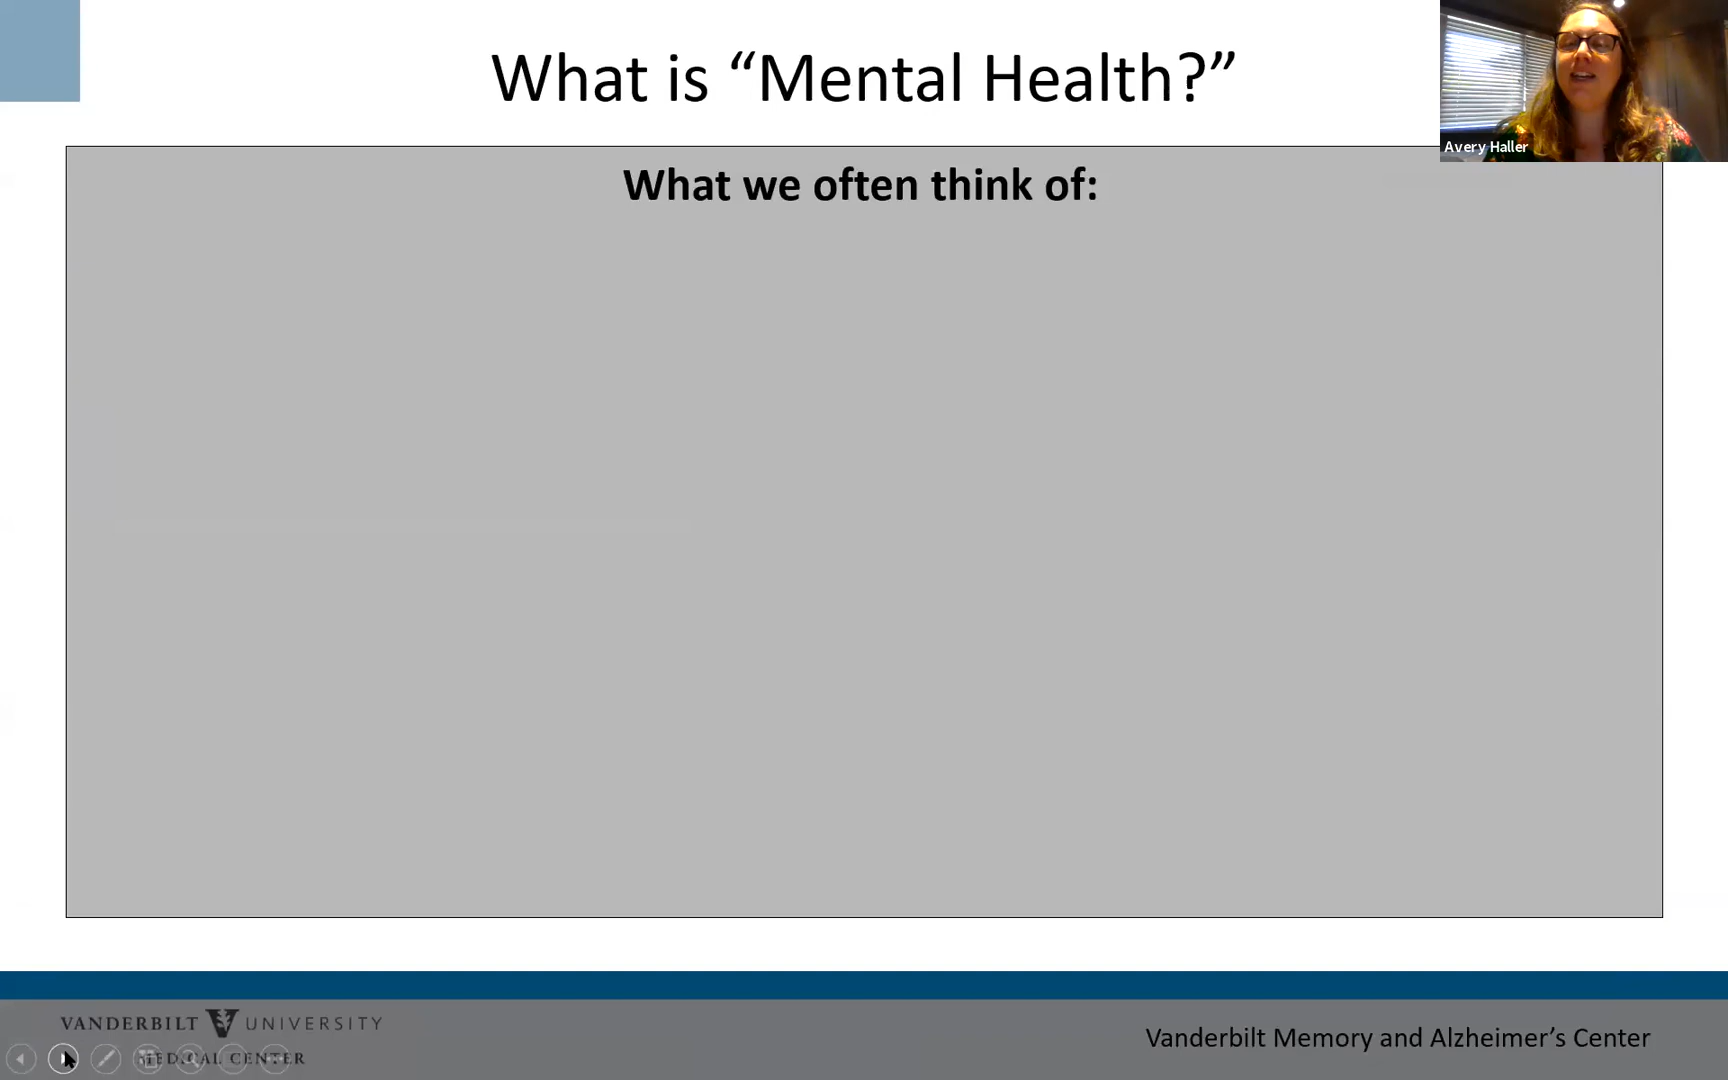 What is “Mental Health?”
Avery Haller
What we often think of:
VANDERBILT UNIVERSITY
MEDICAL CENTER
Vanderbilt Memory and Alzheimer’s Center